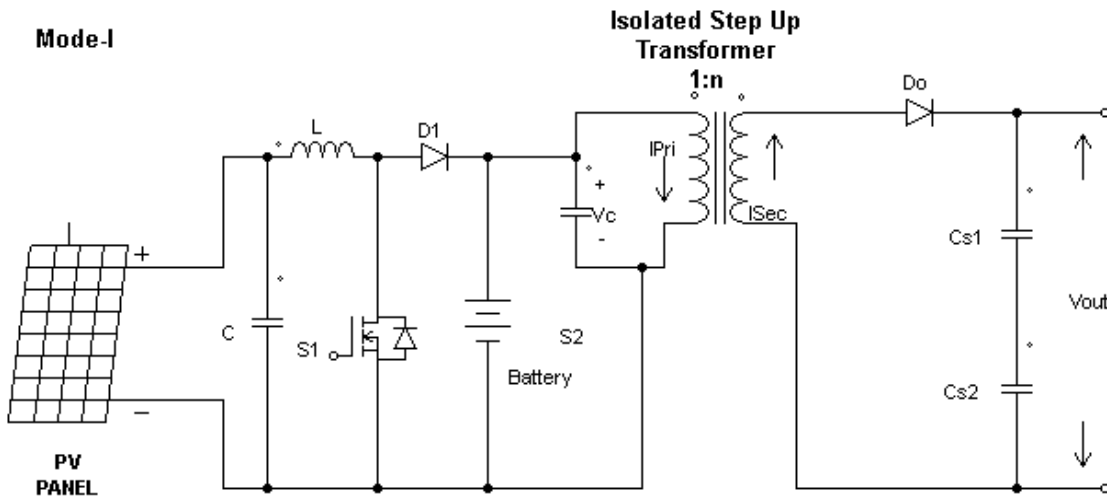 Mode-I
Isolated Step Up
Transformer
1:n
L
D1
Do
IPri
+
Vc
-
ISec
Cs1
+
C
S1
S2
Battery
Vout
Cs2
−
PV
PANEL